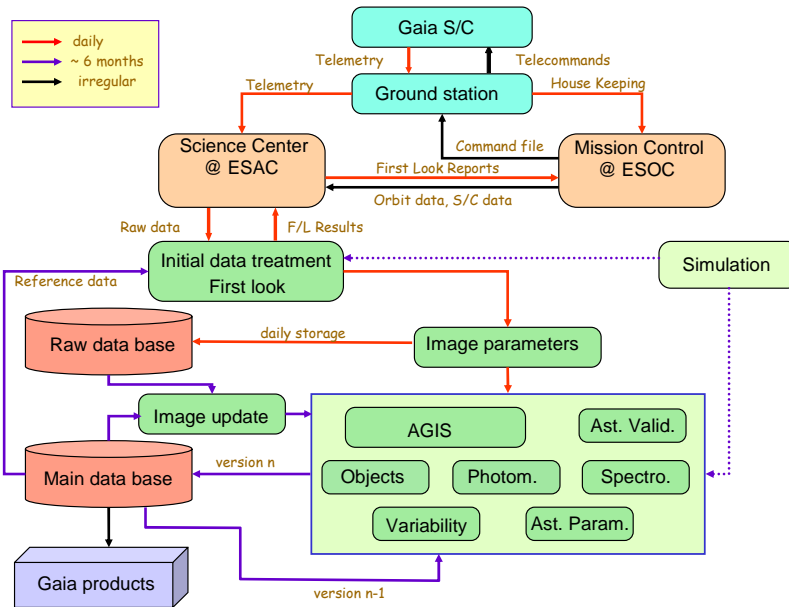 Gaia S/C
daily
~ 6 months
irregular
Telemetry
Telecommands
Telemetry
Ground station
House Keeping
Command file
Science Center
@ ESAC
Mission Control
@ ESOC
First Look Reports
Orbit data, S/C data
Raw data
F/L Results
Initial data treatment
First look
Simulation
Reference data
daily storage
Raw data base
Image parameters
Image update
AGIS
Ast. Valid.
version n
Main data base
Objects
Photom.
Spectro.
Variability
Ast. Param.
Gaia products
version n-1